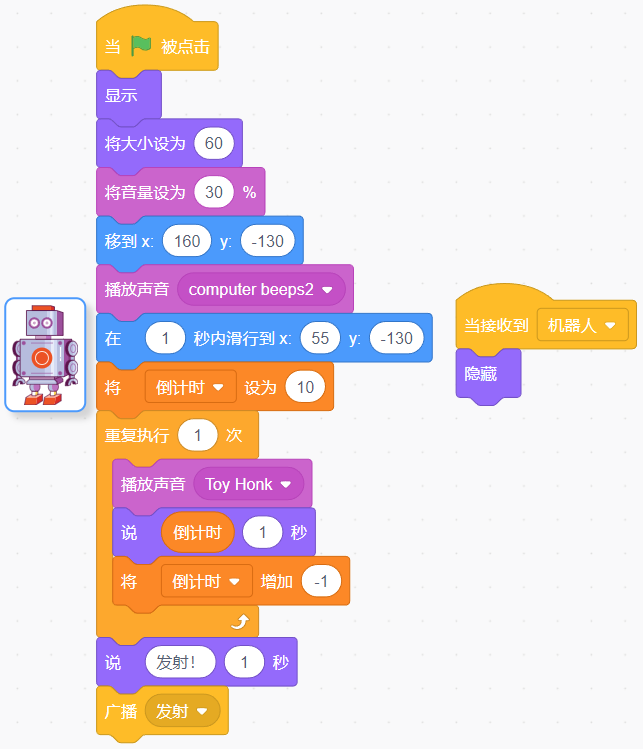 当 被点击
显示
将大小设为 60
将音量设为 30 %
移到 x: 160 y: -130
播放声音 computer beeps2
在 1 秒内滑行到 x: 55 y: -130
将 倒计时 设为 10
重复执行 1 次
播放声音 Toy Honk
说 倒计时 1 秒
将 倒计时 增加 -1
说 发射！ 1 秒
广播 发射
当接收到 机器人
隐藏